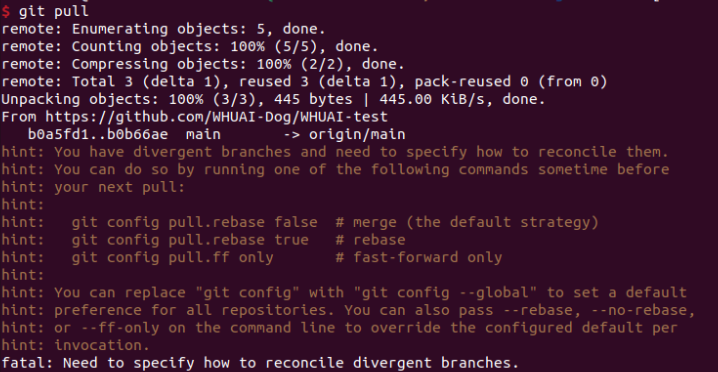 $ git pull
remote: Enumerating objects: 5, done.
remote: Counting objects: 100% (5/5), done.
remote: Compressing objects: 100% (2/2), done.
remote: Total 3 (delta 1), reused 3 (delta 1), pack-reused 0 (from 0)
Unpacking objects: 100% (3/3), 445 bytes | 445.00 KiB/s, done.
From https://github.com/WHUAI-Dog/WHUAI-test
   b0a5fd1..b0b66ae  main       -> origin/main
hint: You have divergent branches and need to specify how to reconcile them.
hint: You can do so by running one of the following commands sometime before
hint: your next pull:
hint:
hint:   git config pull.rebase false  # merge (the default strategy)
hint:   git config pull.rebase true   # rebase
hint:   git config pull.ff only       # fast-forward only
hint:
hint: You can replace "git config" with "git config --global" to set a default
hint: preference for all repositories. You can also pass --rebase, --no-rebase,
hint: or --ff-only on the command line to override the configured default per
hint: invocation.
fatal: Need to specify how to reconcile divergent branches.